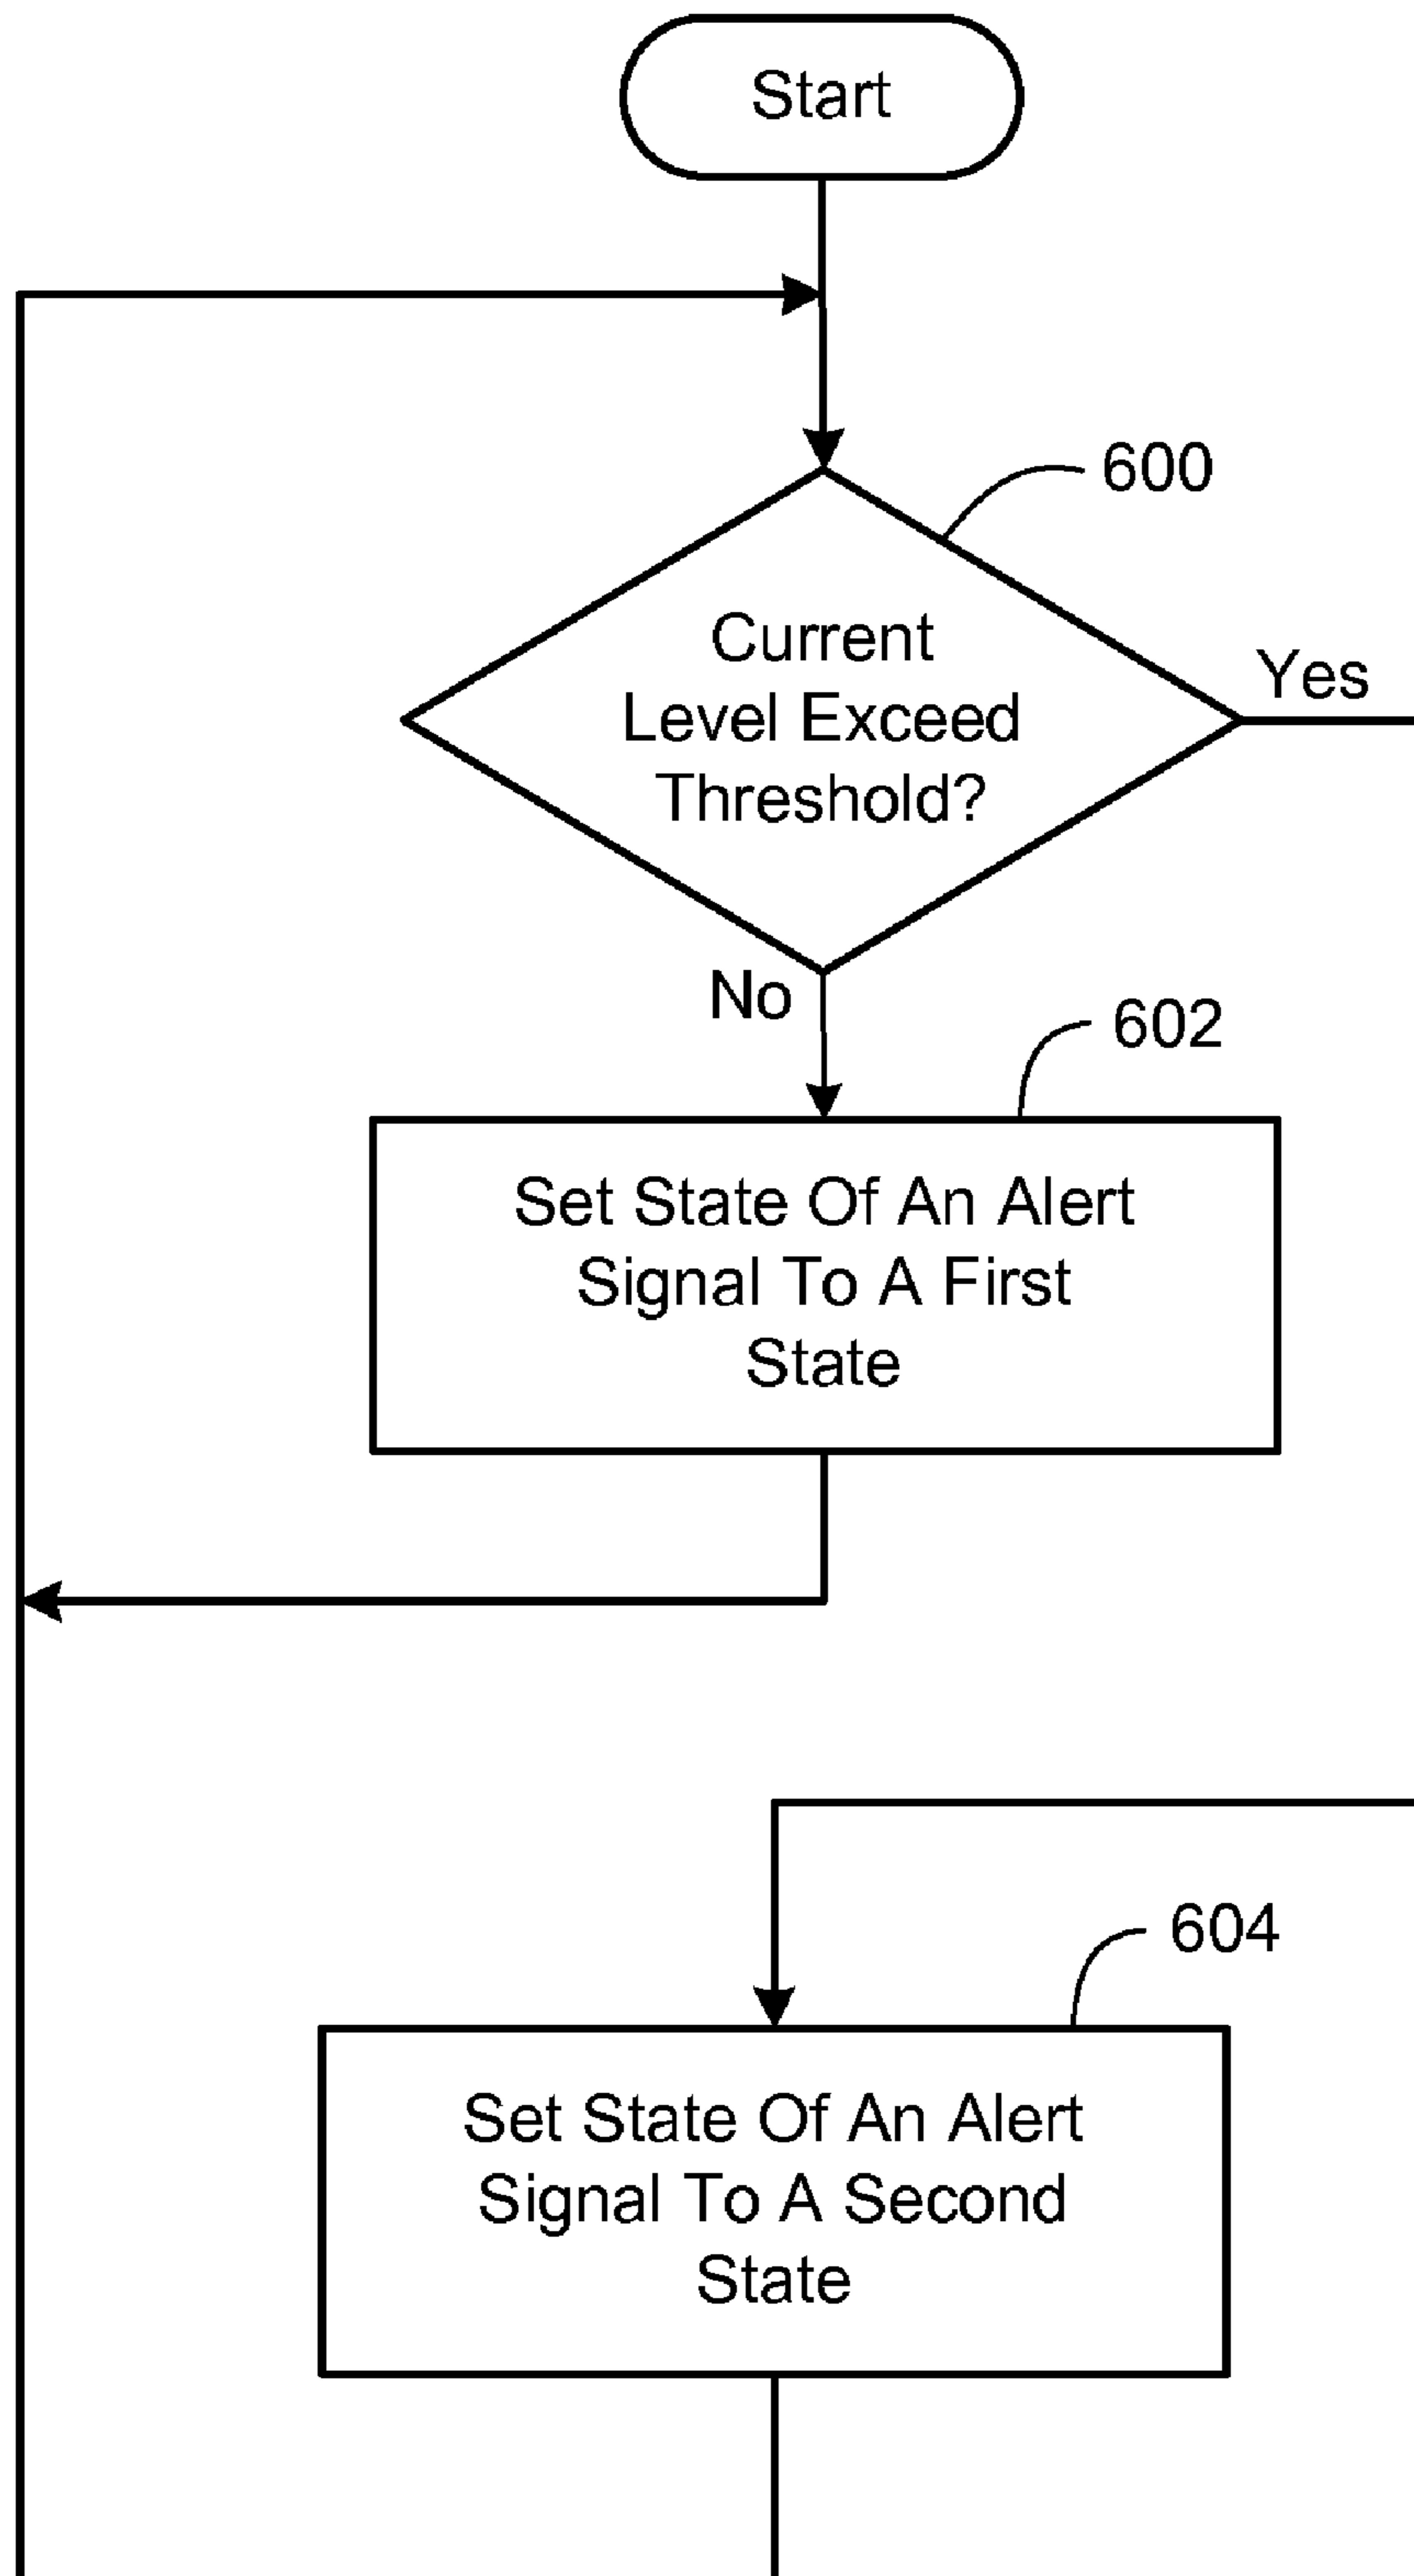 Start
600
Current
Level Exceed
Threshold?
Yes
No
602
Set State Of An Alert
Signal To A First
State
604
Set State Of An Alert
Signal To A Second
State